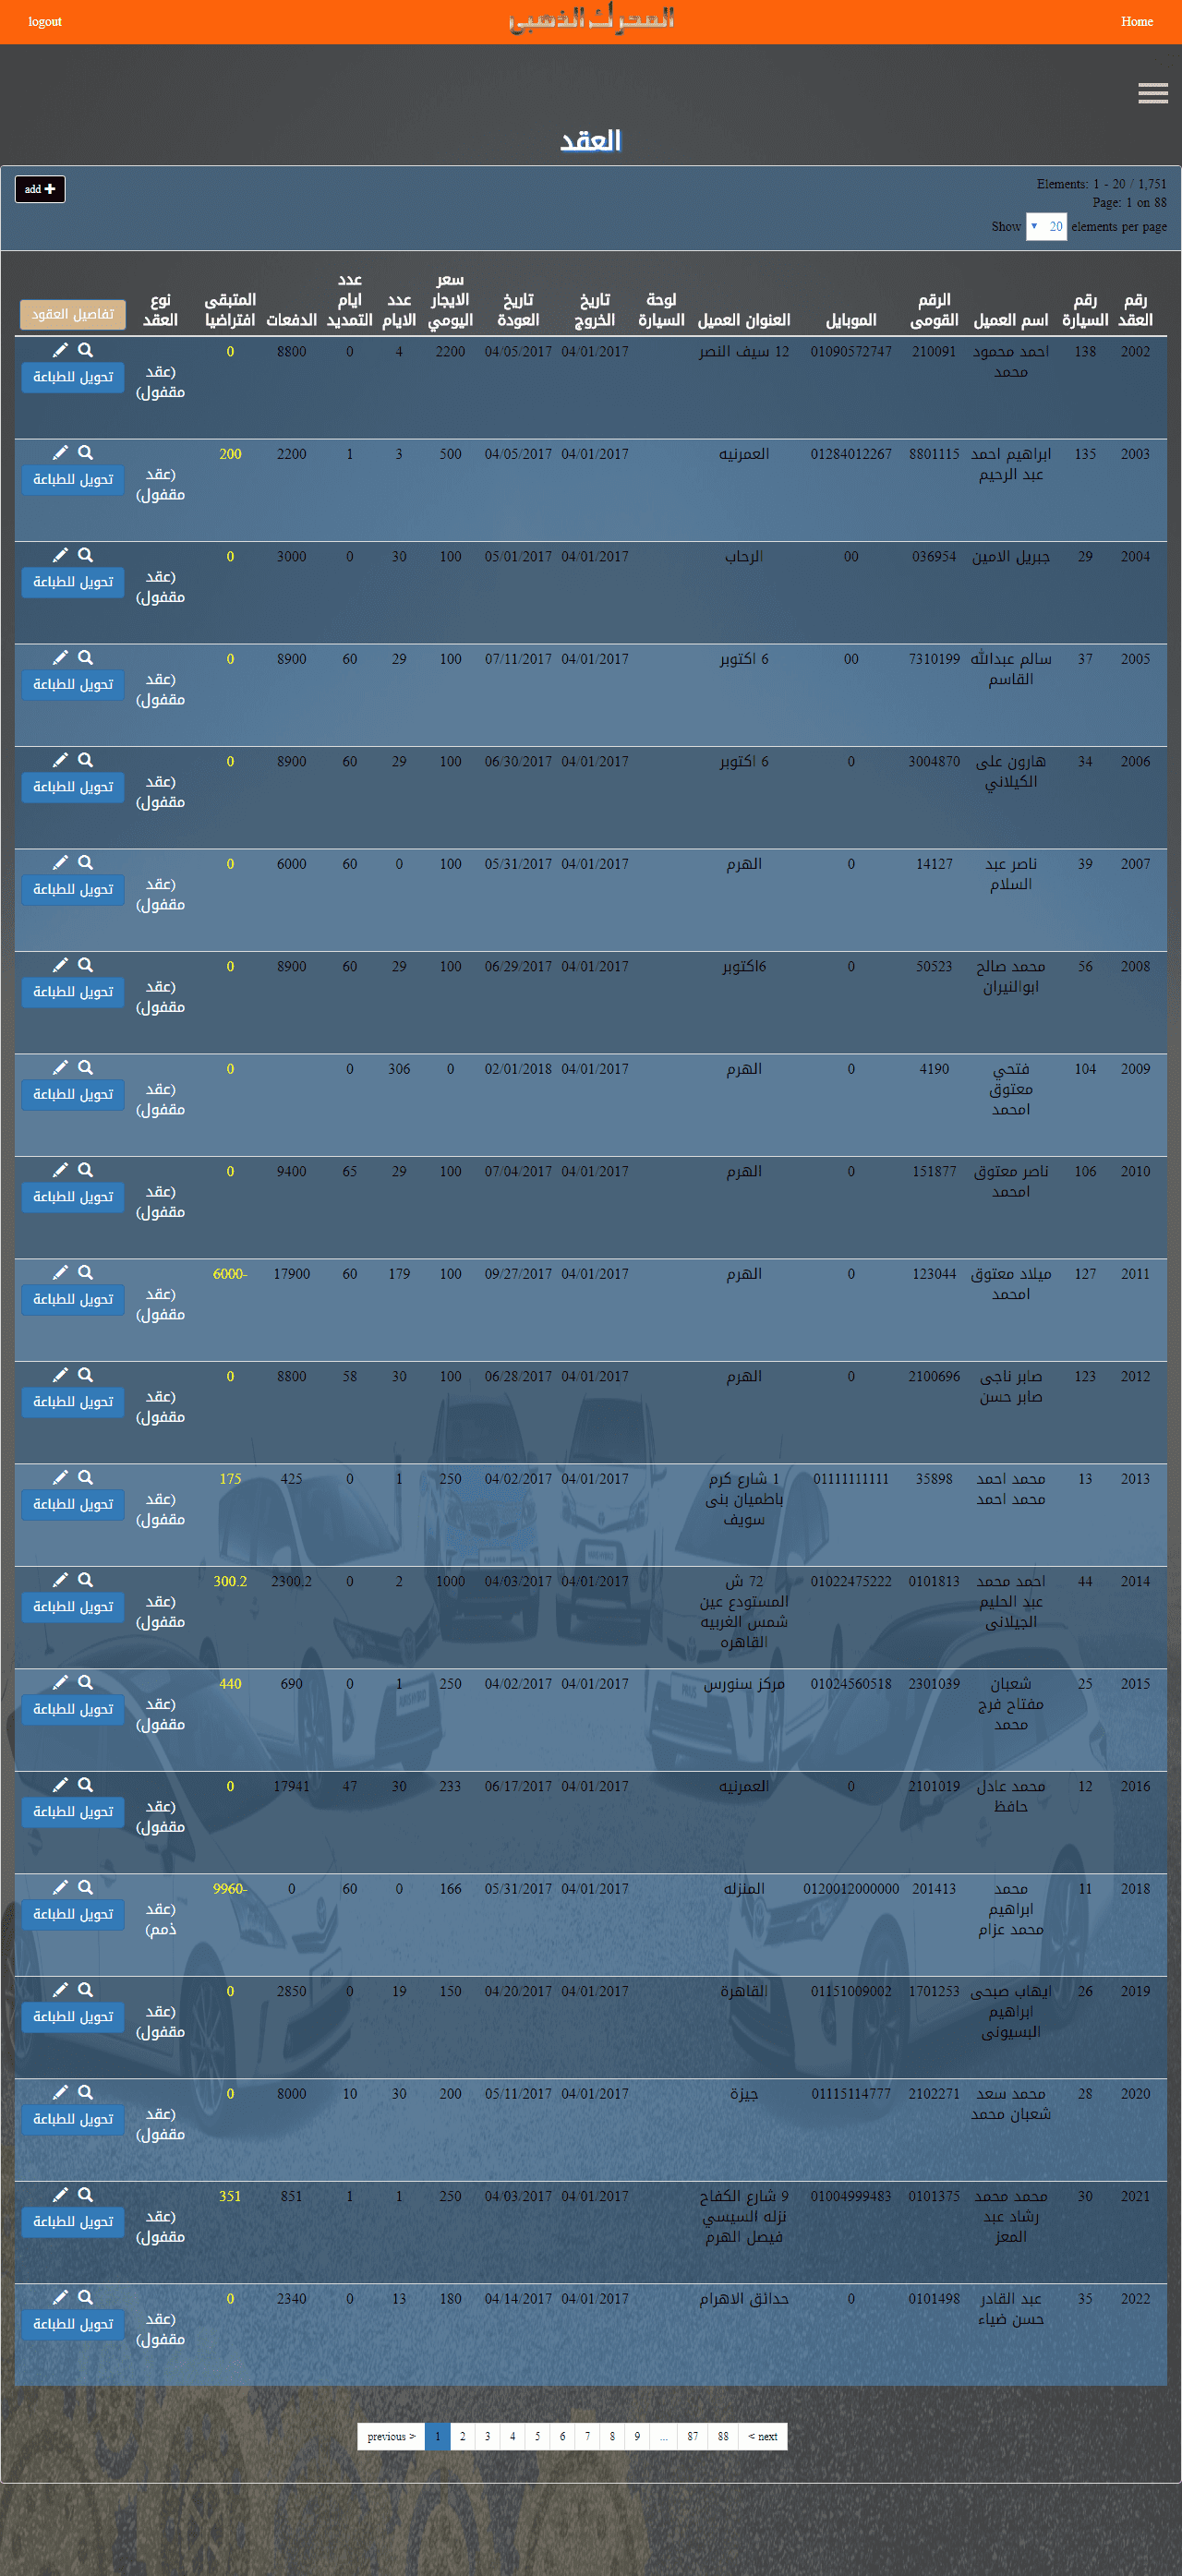 Home
المحرك الذهبى
logout
العقد
Elements: 1 - 20 / 1,751
Page: 1 on 88
Show 20 elements per page
add
رقم العقد رقم السيارة اسم العميل الرقم القومى الموبايل العنوان العميل لوحة السيارة تاريخ الخروج تاريخ العودة سعر الايجار اليومي عدد الايام عدد ايام التمديد الدفعات المتبقى افتراضيا نوع العقد تفاصيل العقود
2002 138 احمد محمود محمد 210091 01090572747 12 سيف النصر 04/01/2017 04/05/2017 2200 4 0 8800 0 (عقد مقفول) تحويل للطباعة
2003 135 ابراهيم احمد عبد الرحيم 8801115 01284012267 العمرنيه 04/01/2017 04/05/2017 500 3 1 2200 200 (عقد مقفول) تحويل للطباعة
2004 29 جبريل الامين 036954 00 الرحاب 04/01/2017 05/01/2017 100 30 0 3000 0 (عقد مقفول) تحويل للطباعة
2005 37 سالم عبدالله القاسم 7310199 00 6 اكتوبر 04/01/2017 07/11/2017 100 29 60 8900 0 (عقد مقفول) تحويل للطباعة
2006 34 هارون على الكيلاني 3004870 0 6 اكتوبر 04/01/2017 06/30/2017 100 29 60 8900 0 (عقد مقفول) تحويل للطباعة
2007 39 ناصر عبد السلام 14127 0 الهرم 04/01/2017 05/31/2017 100 0 60 6000 0 (عقد مقفول) تحويل للطباعة
2008 56 محمد صالح ابوالنيران 50523 0 6اكتوبر 04/01/2017 06/29/2017 100 29 60 8900 0 (عقد مقفول) تحويل للطباعة
2009 104 فتحي معتوق امحمد 4190 0 الهرم 04/01/2017 02/01/2018 0 306 0 0 (عقد مقفول) تحويل للطباعة
2010 106 ناصر معتوق امحمد 151877 0 الهرم 04/01/2017 07/04/2017 100 29 65 9400 0 (عقد مقفول) تحويل للطباعة
2011 127 ميلاد معتوق امحمد 123044 0 الهرم 04/01/2017 09/27/2017 100 179 60 17900 6000- (عقد مقفول) تحويل للطباعة
2012 123 صابر ناجى صابر حسن 2100696 0 الهرم 04/01/2017 06/28/2017 100 30 58 8800 0 (عقد مقفول) تحويل للطباعة
2013 13 محمد احمد محمد احمد 35898 01111111111 1 شارع كرم باطميان بنى سويف 04/01/2017 04/02/2017 250 1 0 425 175 (عقد مقفول) تحويل للطباعة
2014 44 احمد محمد عبد الحليم الجيلانى 0101813 01022475222 72 ش المستودع عين شمس الغربيه القاهره 04/01/2017 04/03/2017 1000 2 0 2300.2 300.2 (عقد مقفول) تحويل للطباعة
2015 25 شعبان مفتاح فرج محمد 2301039 01024560518 مركز سنورس 04/01/2017 04/02/2017 250 1 0 690 440 (عقد مقفول) تحويل للطباعة
2016 12 محمد عادل حافظ 2101019 0 العمرنيه 04/01/2017 06/17/2017 233 30 47 17941 0 (عقد مقفول) تحويل للطباعة
2018 11 محمد ابراهيم محمد عزام 201413 0120012000000 المنزله 04/01/2017 05/31/2017 166 0 60 0 9960- (عقد ذمم) تحويل للطباعة
2019 26 ايهاب صبحى ابراهيم البسيونى 1701253 01151009002 القاهرة 04/01/2017 04/20/2017 150 19 0 2850 0 (عقد مقفول) تحويل للطباعة
2020 28 محمد سعد شعبان محمد 2102271 01115114777 جيزة 04/01/2017 05/11/2017 200 30 10 8000 0 (عقد مقفول) تحويل للطباعة
2021 30 محمد محمد رشاد عبد المعز 0101375 01004999483 9 شارع الكفاح نزله السيسي فيصل الهرم 04/01/2017 04/03/2017 250 1 1 851 351 (عقد مقفول) تحويل للطباعة
2022 35 عبد القادر حسن ضياء 0101498 0 حدائق الاهرام 04/01/2017 04/14/2017 180 13 0 2340 0 (عقد مقفول) تحويل للطباعة
previous < 1 2 3 4 5 6 7 8 9 ... 87 88 < next